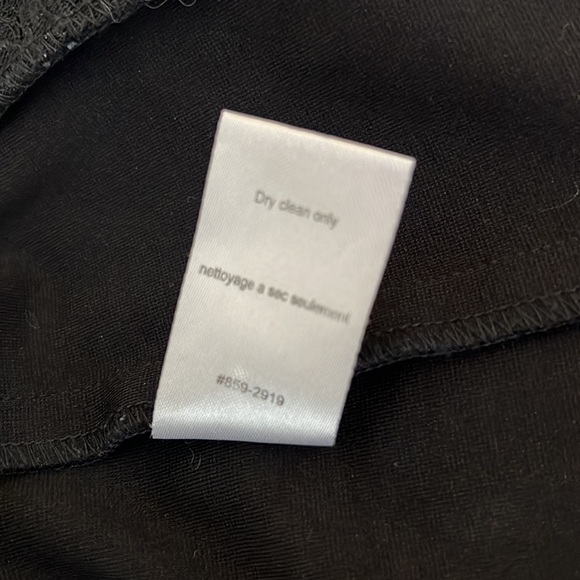 Dry clean only
nettoyage a sec seulement
#859-2919